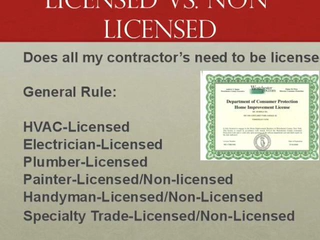 LICENSED VS. NON
LICENSED
Does all my contractor's need to be license
General Rule:
HVAC-Licensed
Electrician-Licensed
Plumber-Licensed
Painter-Licensed/Non-licensed
Handyman-Licensed/Non-Licensed
Specialty Trade-Licensed/Non-Licensed
Department of Consumer Protection
Home Improvement License